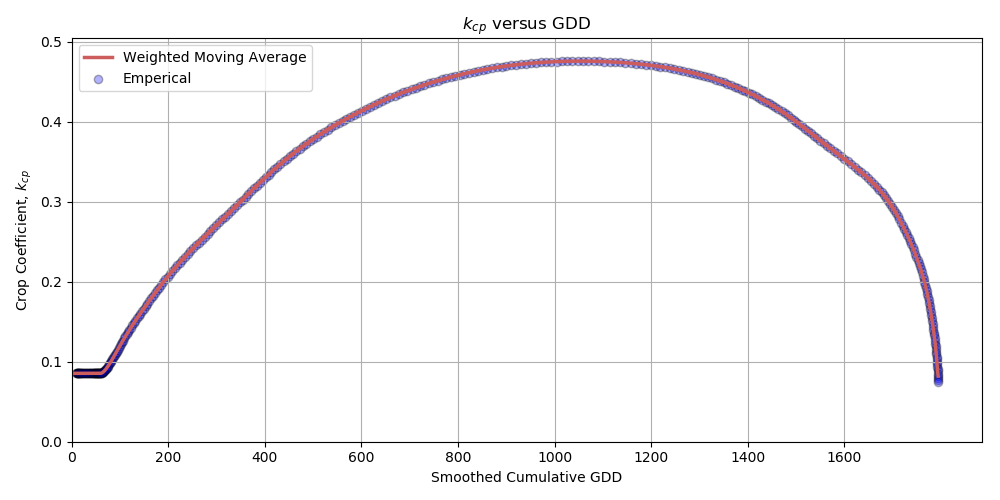 k_cp versus GDD
Weighted Moving Average
Emperical
Crop Coefficient, k_cp
0.5
0.4
0.3
0.2
0.1
0.0
0 200 400 600 800 1000 1200 1400 1600
Smoothed Cumulative GDD